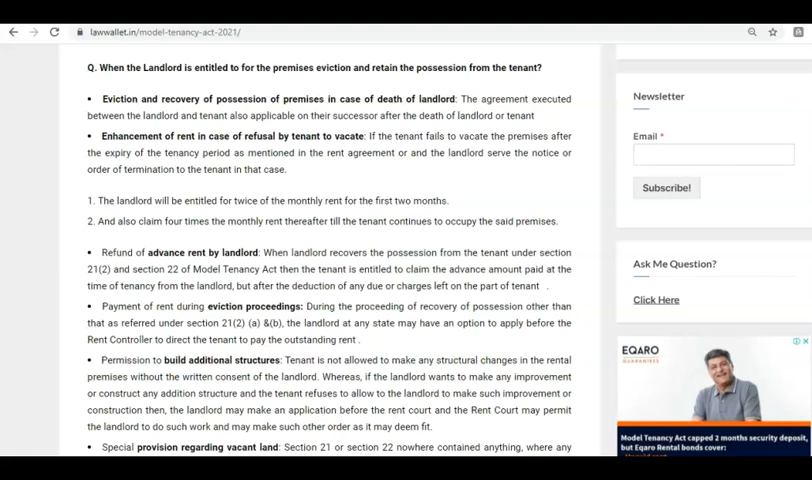 lawwallet.in/model-tenancy-act-2021/
Q. When the Landlord is entitled to for the premises eviction and retain the possession from the tenant?
• Eviction and recovery of possession of premises in case of death of landlord: The agreement executed
between the landlord and tenant also applicable on their successor after the death of landlord or tenant
• Enhancement of rent in case of refusal by tenant to vacate: If the tenant fails to vacate the premises after
the expiry of the tenancy period as mentioned in the rent agreement or and the landlord serve the notice or
order of termination to the tenant in that case.
1. The landlord will be entitled for twice of the monthly rent for the first two months.
2. And also claim four times the monthly rent thereafter till the tenant continues to occupy the said premises.
• Refund of advance rent by landlord: When landlord recovers the possession from the tenant under section
21(2) and section 22 of Model Tenancy Act then the tenant is entitled to claim the advance amount paid at the
time of tenancy from the landlord, but after the deduction of any due or charges left on the part of tenant .
• Payment of rent during eviction proceedings: During the proceeding of recovery of possession other than
that as referred under section 21(2) (a) &(b), the landlord at any state may have an option to apply before the
Rent Controller to direct the tenant to pay the outstanding rent .
• Permission to build additional structures: Tenant is not allowed to make any structural changes in the rental
premises without the written consent of the landlord. Whereas, if the landlord wants to make any improvement
or construct any addition structure and the tenant refuses to allow to the landlord to make such improvement or
construction then, the landlord may make an application before the rent court and the Rent Court may permit
the landlord to do such work and may make such other order as it may deem fit.
• Special provision regarding vacant land: Section 21 or section 22 nowhere contained anything, where any
Newsletter
Email *
Subscribe!
Ask Me Question?
Click Here
EQARO
GUARANTEES
Model Tenancy Act capped 2 months security deposit,
but Eqaro Rental bonds cover: